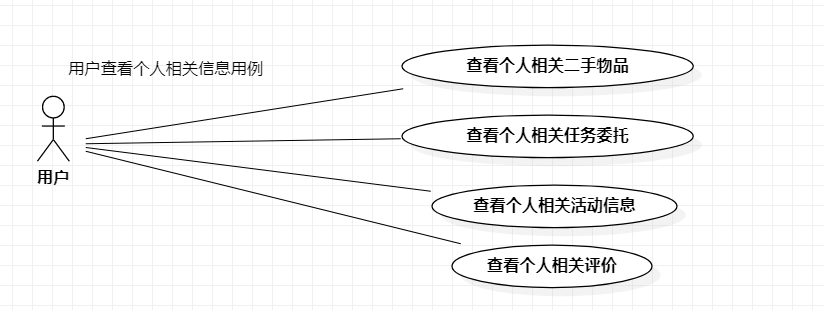 用户查看个人相关信息用例
用户
查看个人相关二手物品
查看个人相关任务委托
查看个人相关活动信息
查看个人相关评价